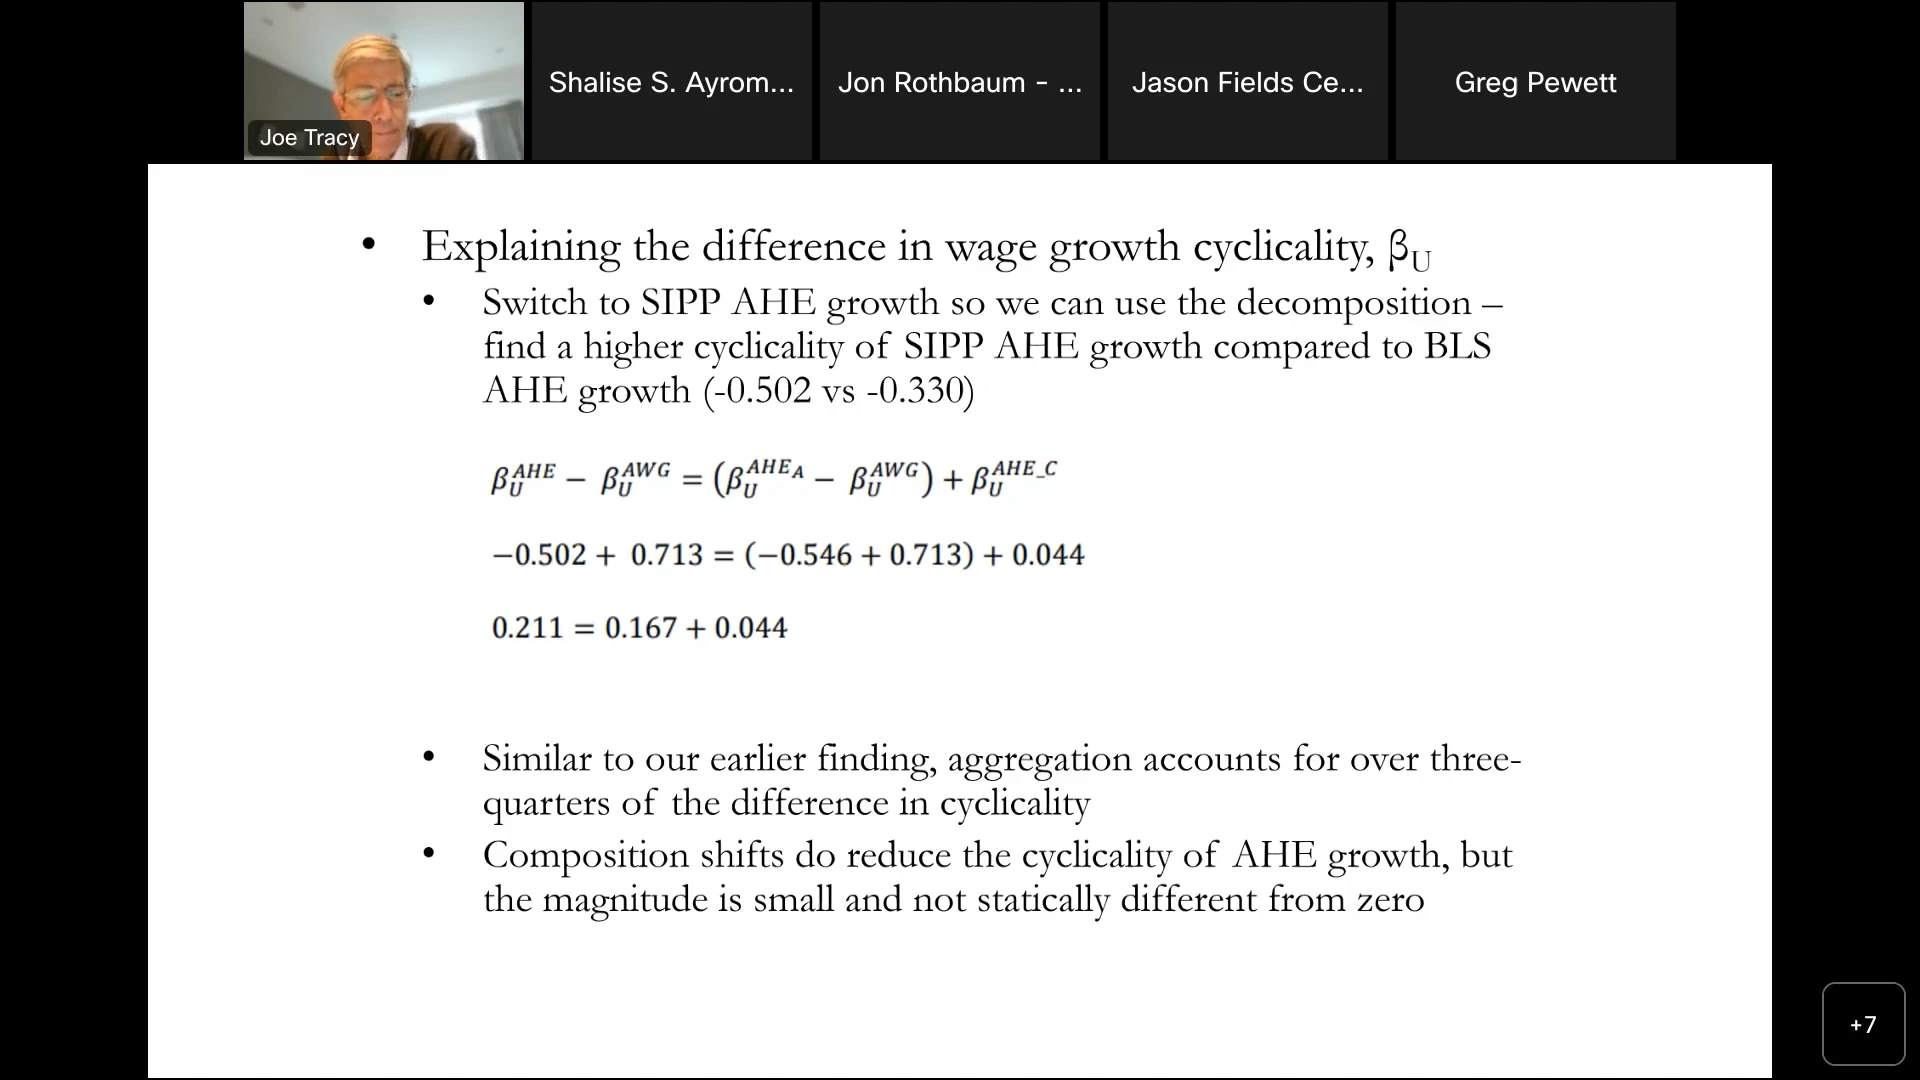 Joe Tracy
Shalise S. Ayrom...
Jon Rothbaum - ...
Jason Fields Ce...
Greg Pewett
• Explaining the difference in wage growth cyclicality, β_U
• Switch to SIPP AHE growth so we can use the decomposition –
find a higher cyclicality of SIPP AHE growth compared to BLS
AHE growth (-0.502 vs -0.330)
β_U^AHE − β_U^AWG = (β_U^AHE_A − β_U^AWG) + β_U^AHE_C
−0.502 + 0.713 = (−0.546 + 0.713) + 0.044
0.211 = 0.167 + 0.044
• Similar to our earlier finding, aggregation accounts for over three-
quarters of the difference in cyclicality
• Composition shifts do reduce the cyclicality of AHE growth, but
the magnitude is small and not statically different from zero
+7